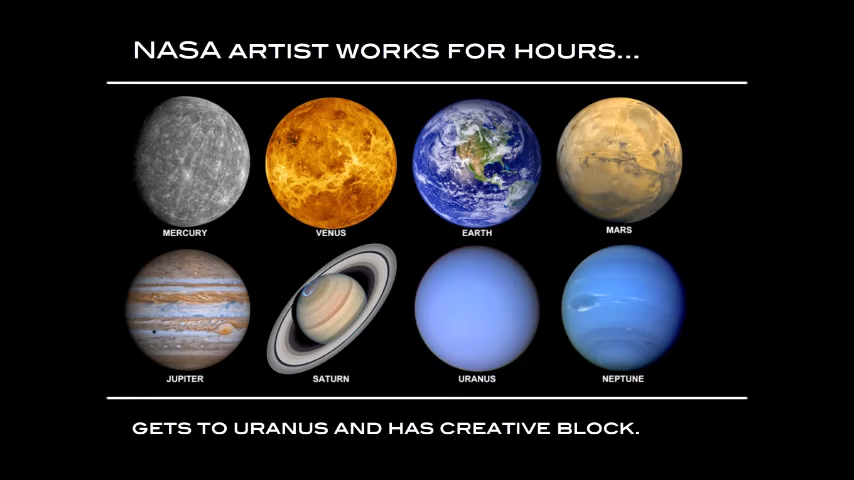 NASA ARTIST WORKS FOR HOURS...
MERCURY
VENUS
EARTH
MARS
JUPITER
SATURN
URANUS
NEPTUNE
GETS TO URANUS AND HAS CREATIVE BLOCK.